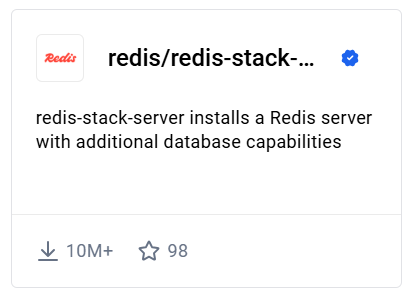 Redis
redis/redis-stack-...
redis-stack-server installs a Redis server
with additional database capabilities
10M+
98